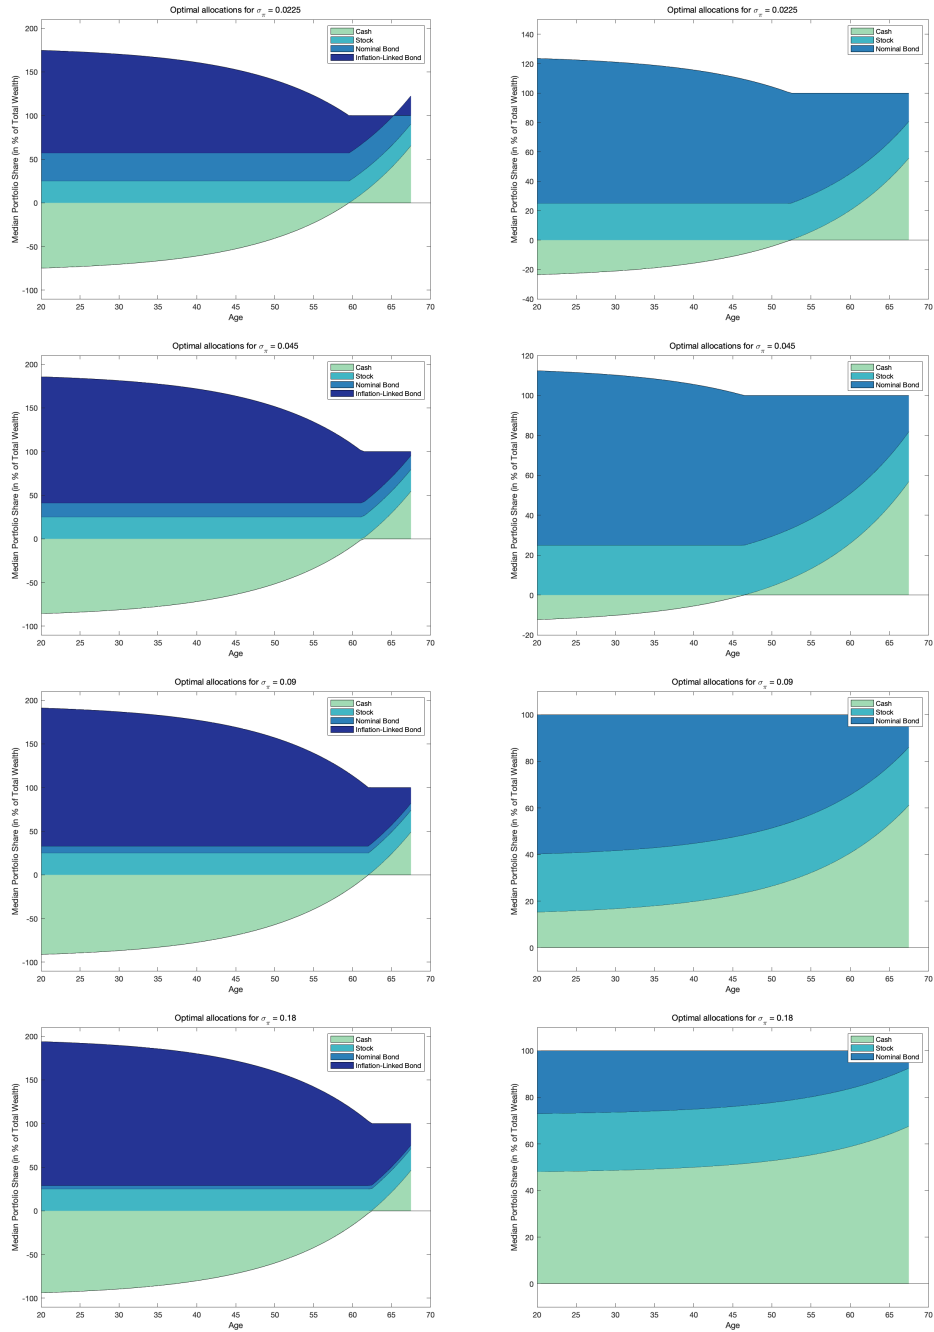 Optimal allocations for σπ = 0.0225
Median Portfolio Share (in % of Total Wealth)
200
150
100
50
0
-50
-100
Cash
Stock
Nominal Bond
Inflation-Linked Bond
20 25 30 35 40 45 50 55 60 65 70
Age
Optimal allocations for σπ = 0.0225
Median Portfolio Share (in % of Total Wealth)
140
120
100
80
60
40
20
0
-20
-40
Cash
Stock
Nominal Bond
20 25 30 35 40 45 50 55 60 65 70
Age
Optimal allocations for σπ = 0.045
Median Portfolio Share (in % of Total Wealth)
200
150
100
50
0
-50
-100
Cash
Stock
Nominal Bond
Inflation-Linked Bond
20 25 30 35 40 45 50 55 60 65 70
Age
Optimal allocations for σπ = 0.045
Median Portfolio Share (in % of Total Wealth)
120
100
80
60
40
20
0
-20
Cash
Stock
Nominal Bond
20 25 30 35 40 45 50 55 60 65 70
Age
Optimal allocations for σπ = 0.09
Median Portfolio Share (in % of Total Wealth)
200
150
100
50
0
-50
-100
Cash
Stock
Nominal Bond
Inflation-Linked Bond
20 25 30 35 40 45 50 55 60 65 70
Age
Optimal allocations for σπ = 0.09
Median Portfolio Share (in % of Total Wealth)
100
80
60
40
20
0
Cash
Stock
Nominal Bond
20 25 30 35 40 45 50 55 60 65 70
Age
Optimal allocations for σπ = 0.18
Median Portfolio Share (in % of Total Wealth)
200
150
100
50
0
-50
-100
Cash
Stock
Nominal Bond
Inflation-Linked Bond
20 25 30 35 40 45 50 55 60 65 70
Age
Optimal allocations for σπ = 0.18
Median Portfolio Share (in % of Total Wealth)
100
80
60
40
20
0
Cash
Stock
Nominal Bond
20 25 30 35 40 45 50 55 60 65 70
Age